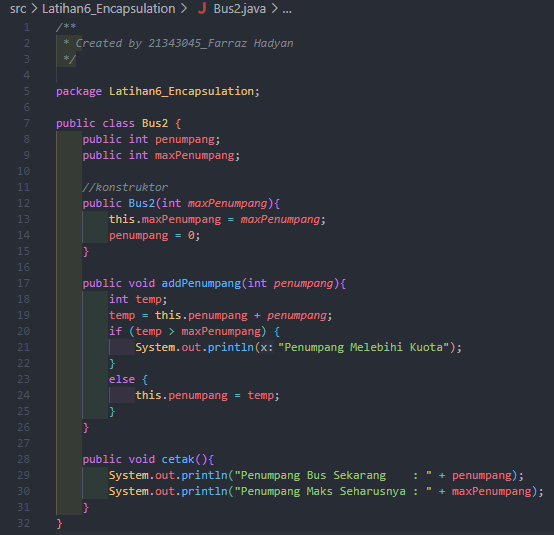 src > Latihan6_Encapsulation > J Bus2.java > ...
1 /**
2  * Created by 21343045_Farraz Hadyan
3  */
4
5 package Latihan6_Encapsulation;
6
7 public class Bus2 {
8     public int penumpang;
9     public int maxPenumpang;
10
11     //konstruktor
12     public Bus2(int maxPenumpang){
13         this.maxPenumpang = maxPenumpang;
14         penumpang = 0;
15     }
16
17     public void addPenumpang(int penumpang){
18         int temp;
19         temp = this.penumpang + penumpang;
20         if (temp > maxPenumpang) {
21             System.out.println(x: "Penumpang Melebihi Kuota");
22         }
23         else {
24             this.penumpang = temp;
25         }
26     }
27
28     public void cetak(){
29         System.out.println("Penumpang Bus Sekarang    : " + penumpang);
30         System.out.println("Penumpang Maks Seharusnya : " + maxPenumpang);
31     }
32 }